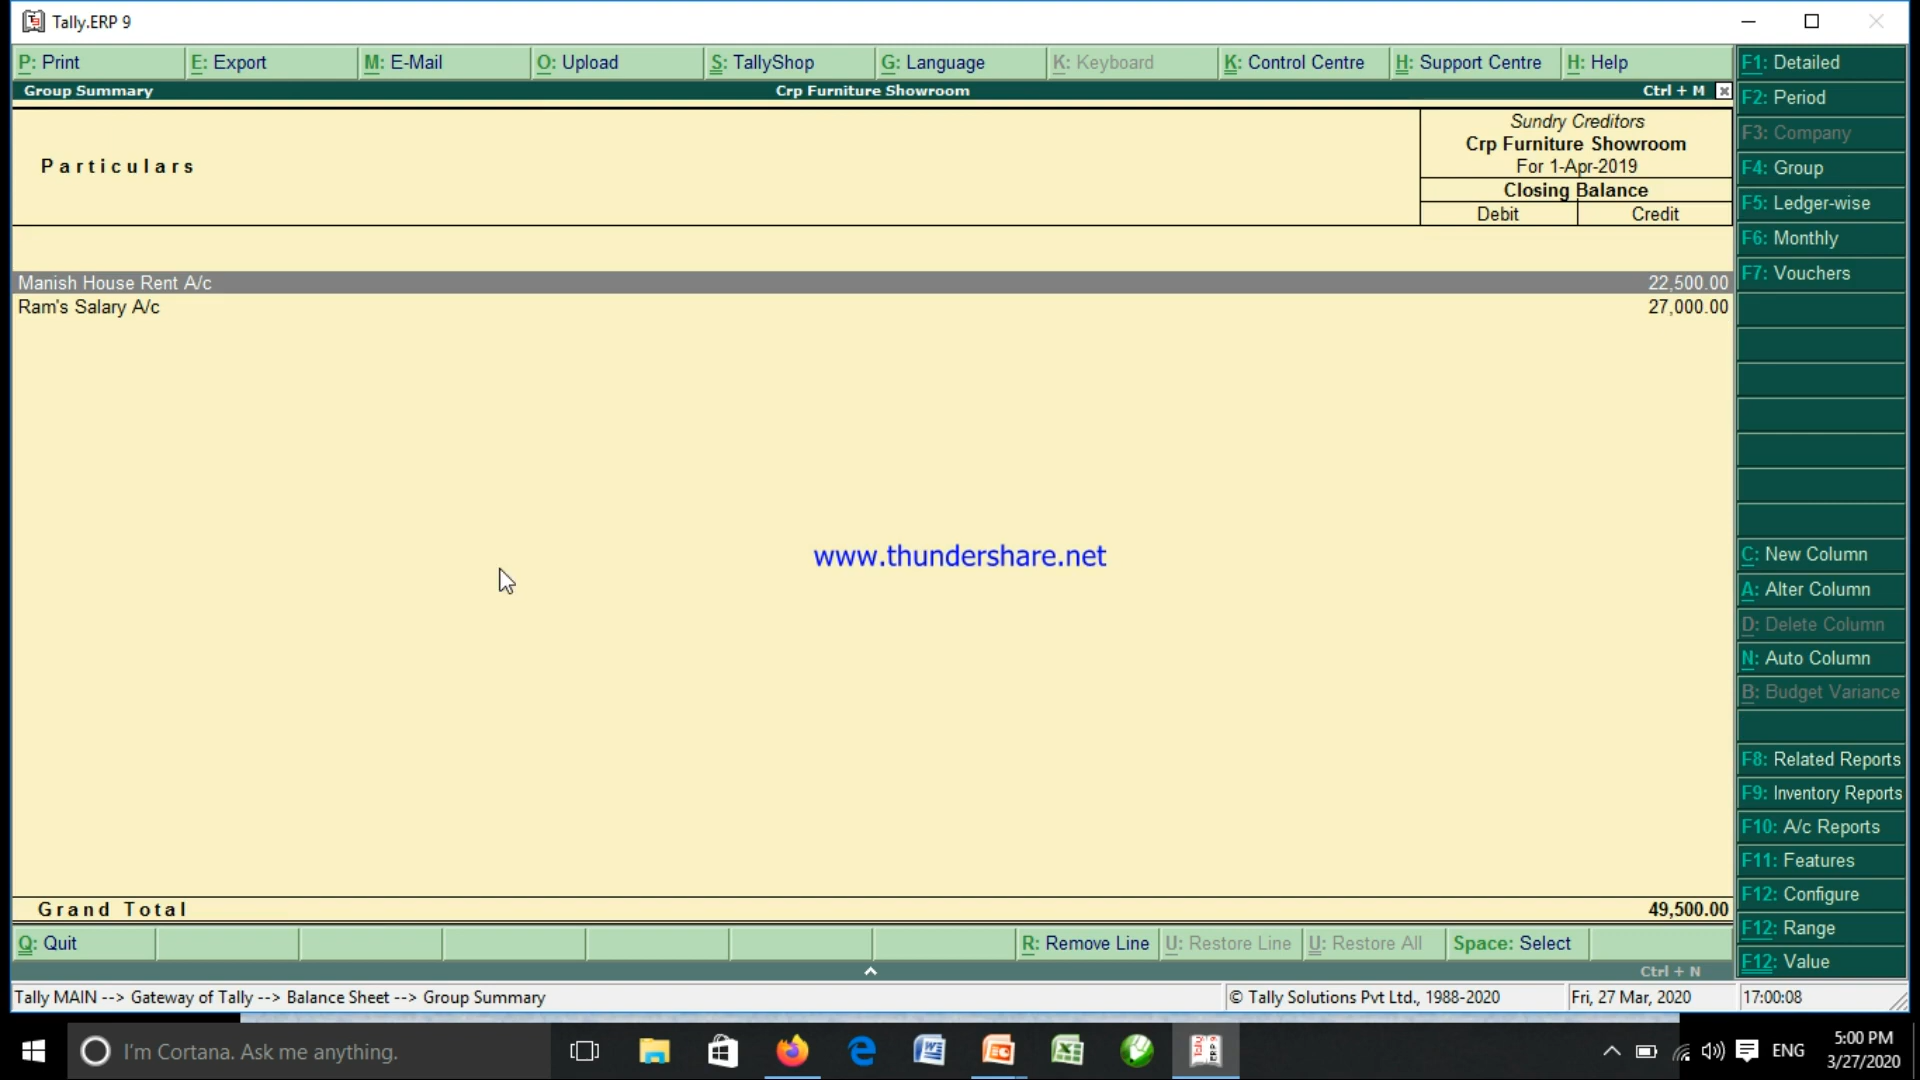 Tally.ERP 9
P: Print E: Export M: E-Mail O: Upload S: TallyShop G: Language K: Keyboard K: Control Centre H: Support Centre H: Help
Group Summary Crp Furniture Showroom Ctrl + M
Particulars
Sundry Creditors
Crp Furniture Showroom
For 1-Apr-2019
Closing Balance
Debit Credit
Manish House Rent A/c 22,500.00
Ram's Salary A/c 27,000.00
www.thundershare.net
Grand Total 49,500.00
Q: Quit R: Remove Line U: Restore Line U: Restore All Space: Select
Ctrl + N
F1: Detailed
F2: Period
F3: Company
F4: Group
F5: Ledger-wise
F6: Monthly
F7: Vouchers
C: New Column
A: Alter Column
D: Delete Column
N: Auto Column
B: Budget Variance
F8: Related Reports
F9: Inventory Reports
F10: A/c Reports
F11: Features
F12: Configure
F12: Range
F12: Value
Tally MAIN --> Gateway of Tally --> Balance Sheet --> Group Summary © Tally Solutions Pvt Ltd., 1988-2020 Fri, 27 Mar, 2020 17:00:08
I'm Cortana. Ask me anything. ENG 5:00 PM
3/27/2020